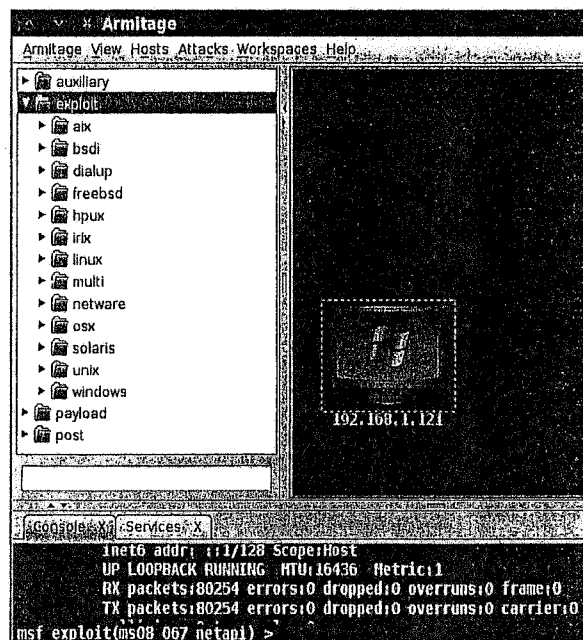 Armitage
Armitage View Hosts Attacks Workspaces Help
auxiliary
exploit
aix
bsdi
dialup
freebsd
hpux
irix
linux
multi
netware
osx
solaris
unix
windows
payload
post
192.168.1.121
Console X Services X
inet6 addr: ::1/128 Scope:Host
UP LOOPBACK RUNNING MTU:16436 Metric:1
RX packets:80254 errors:0 dropped:0 overruns:0 frame:0
TX packets:80254 errors:0 dropped:0 overruns:0 carrier:0
msf exploit(ms08_067_netapi) >